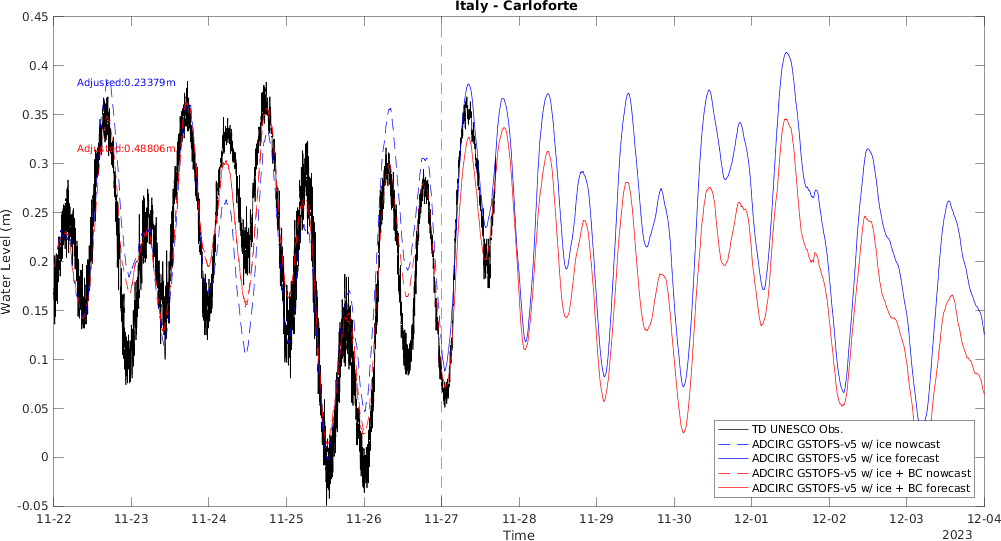 Italy - Carloforte
0.45
0.4
0.35
0.3
0.25
0.2
0.15
0.1
0.05
0
-0.05
Water Level (m)
Adjusted:0.23379m
Adjusted:0.48806m
TD UNESCO Obs.
ADCIRC GSTOFS-v5 w/ ice nowcast
ADCIRC GSTOFS-v5 w/ ice forecast
ADCIRC GSTOFS-v5 w/ ice + BC nowcast
ADCIRC GSTOFS-v5 w/ ice + BC forecast
11-22 11-23 11-24 11-25 11-26 11-27 11-28 11-29 11-30 12-01 12-02 12-03 12-04
Time
2023